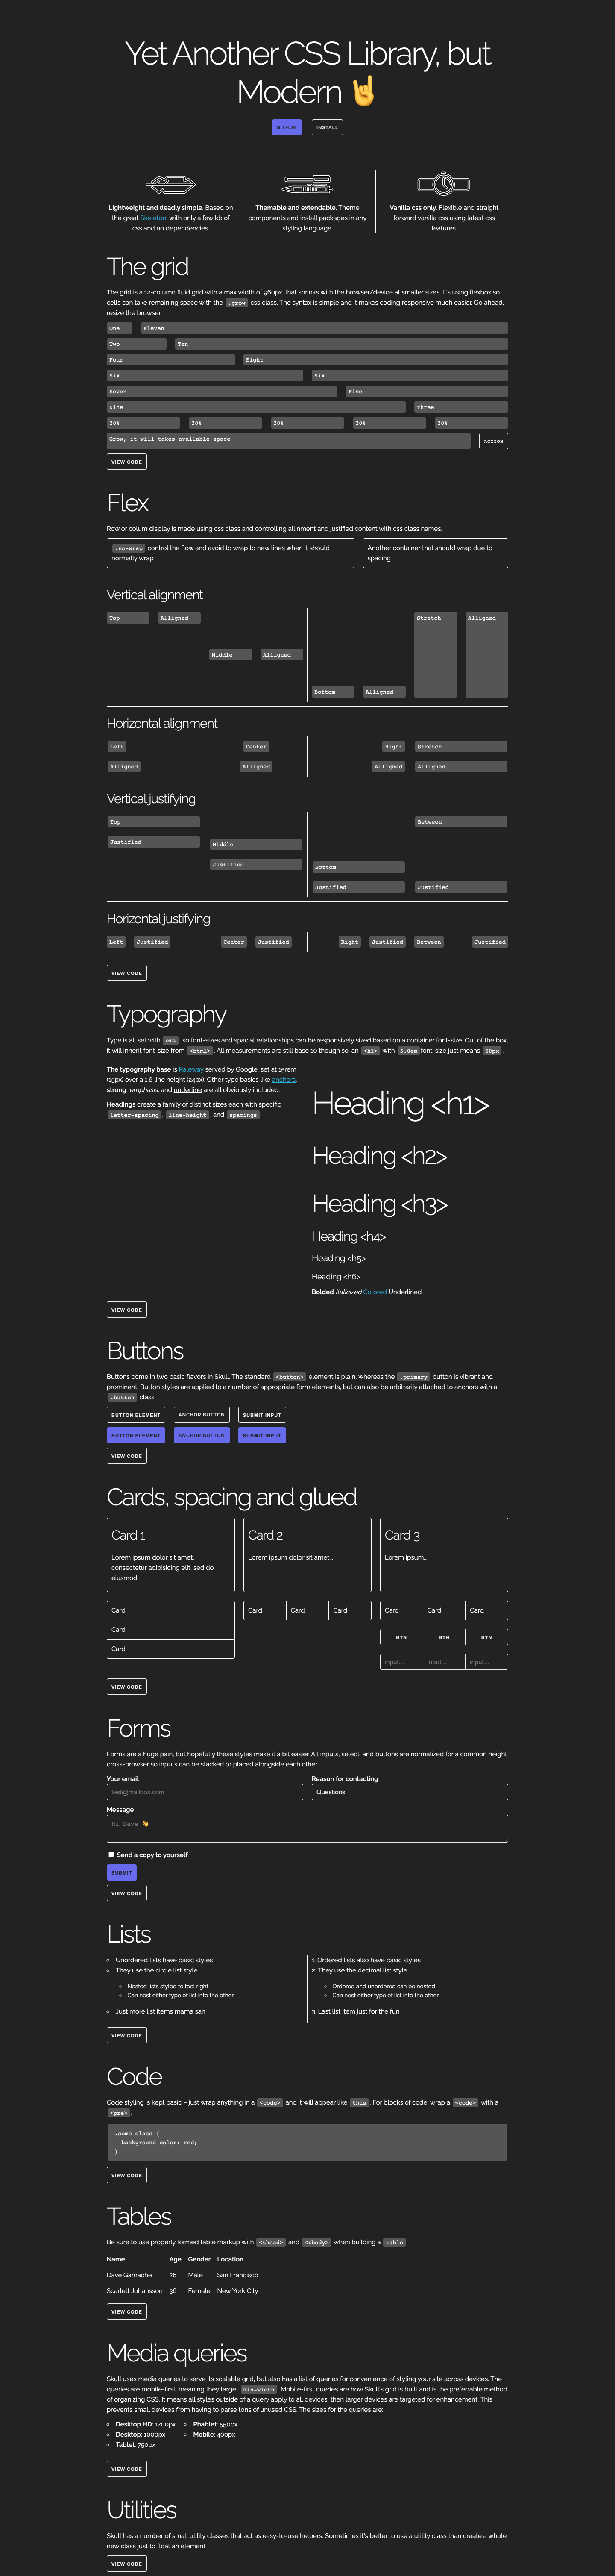 Yet Another CSS Library, but
Modern 🤘
GITHUB INSTALL
Lightweight and deadly simple. Based on
the great Skeleton, with only a few kb of
css and no dependencies.
Themable and extendable. Theme
components and install packages in any
styling language.
Vanilla css only. Flexible and straight
forward vanilla css using latest css
features.
The grid
The grid is a 12-column fluid grid with a max width of 960px, that shrinks with the browser/device at smaller sizes. It's using flexbox so
cells can take remaining space with the .grow css class. The syntax is simple and it makes coding responsive much easier. Go ahead,
resize the browser.
One Eleven
Two Ten
Four Eight
Six Six
Seven Five
Nine Three
20% 20% 20% 20% 20%
Grow, it will takes available space ACTION
VIEW CODE
Flex
Row or colum display is made using css class and controlling allinment and justified content with css class names.
.no-wrap control the flow and avoid to wrap to new lines when it should
normally wrap
Another container that should wrap due to
spacing
Vertical alignment
Top Alligned
Middle Alligned
Bottom Alligned
Stretch Alligned
Horizontal alignment
Left Center Right Stretch
Alligned Alligned Alligned Alligned
Vertical justifying
Top
Justified
Middle
Justified
Bottom
Justified
Between
Justified
Horizontal justifying
Left Justified Center Justified Right Justified Between Justified
VIEW CODE
Typography
Type is all set with ems, so font-sizes and spacial relationships can be responsively sized based on a container font-size. Out of the box,
it will inherit font-size from <html>. All measurements are still base 10 though so, an <h1> with 5.0em font-size just means 50px.
The typography base is Raleway served by Google, set at 15rem
(15px) over a 1.6 line height (24px). Other type basics like anchors,
strong, emphasis, and underline are all obviously included.
Headings create a family of distinct sizes each with specific
letter-spacing, line-height, and spacings.
Heading <h1>
Heading <h2>
Heading <h3>
Heading <h4>
Heading <h5>
Heading <h6>
Bolded Italicized Colored Underlined
VIEW CODE
Buttons
Buttons come in two basic flavors in Skull. The standard <button> element is plain, whereas the .primary button is vibrant and
prominent. Button styles are applied to a number of appropriate form elements, but can also be arbitrarily attached to anchors with a
.button class.
BUTTON ELEMENT ANCHOR BUTTON SUBMIT INPUT
BUTTON ELEMENT ANCHOR BUTTON SUBMIT INPUT
VIEW CODE
Cards, spacing and glued
Card 1
Lorem ipsum dolor sit amet,
consectetur adipisicing elit, sed do
eiusmod
Card 2
Lorem ipsum dolor sit amet...
Card 3
Lorem ipsum...
Card
Card
Card
Card Card Card
Card Card Card
BTN BTN BTN
input... input... input...
VIEW CODE
Forms
Forms are a huge pain, but hopefully these styles make it a bit easier. All inputs, select, and buttons are normalized for a common height
cross-browser so inputs can be stacked or placed alongside each other.
Your email Reason for contacting
test@mailbox.com Questions
Message
Hi Dave 👋
Send a copy to yourself
SUBMIT
VIEW CODE
Lists
Unordered lists have basic styles
They use the circle list style
Nested lists styled to feel right
Can nest either type of list into the other
Just more list items mama san
1. Ordered lists also have basic styles
2. They use the decimal list style
Ordered and unordered can be nested
Can nest either type of list into the other
3. Last list item just for the fun
VIEW CODE
Code
Code styling is kept basic – just wrap anything in a <code> and it will appear like this. For blocks of code, wrap a <code> with a
<pre>.
.some-class {
background-color: red;
}
VIEW CODE
Tables
Be sure to use properly formed table markup with <thead> and <tbody> when building a table.
Name Age Gender Location
Dave Gamache 26 Male San Francisco
Scarlett Johansson 36 Female New York City
VIEW CODE
Media queries
Skull uses media queries to serve its scalable grid, but also has a list of queries for convenience of styling your site across devices. The
queries are mobile-first, meaning they target min-width. Mobile-first queries are how Skull's grid is built and is the preferrable method
of organizing CSS. It means all styles outside of a query apply to all devices, then larger devices are targeted for enhancement. This
prevents small devices from having to parse tons of unused CSS. The sizes for the queries are:
Desktop HD: 1200px
Desktop: 1000px
Tablet: 750px
Phablet: 550px
Mobile: 400px
VIEW CODE
Utilities
Skull has a number of small utility classes that act as easy-to-use helpers. Sometimes it's better to use a utility class than create a whole
new class just to float an element.
VIEW CODE